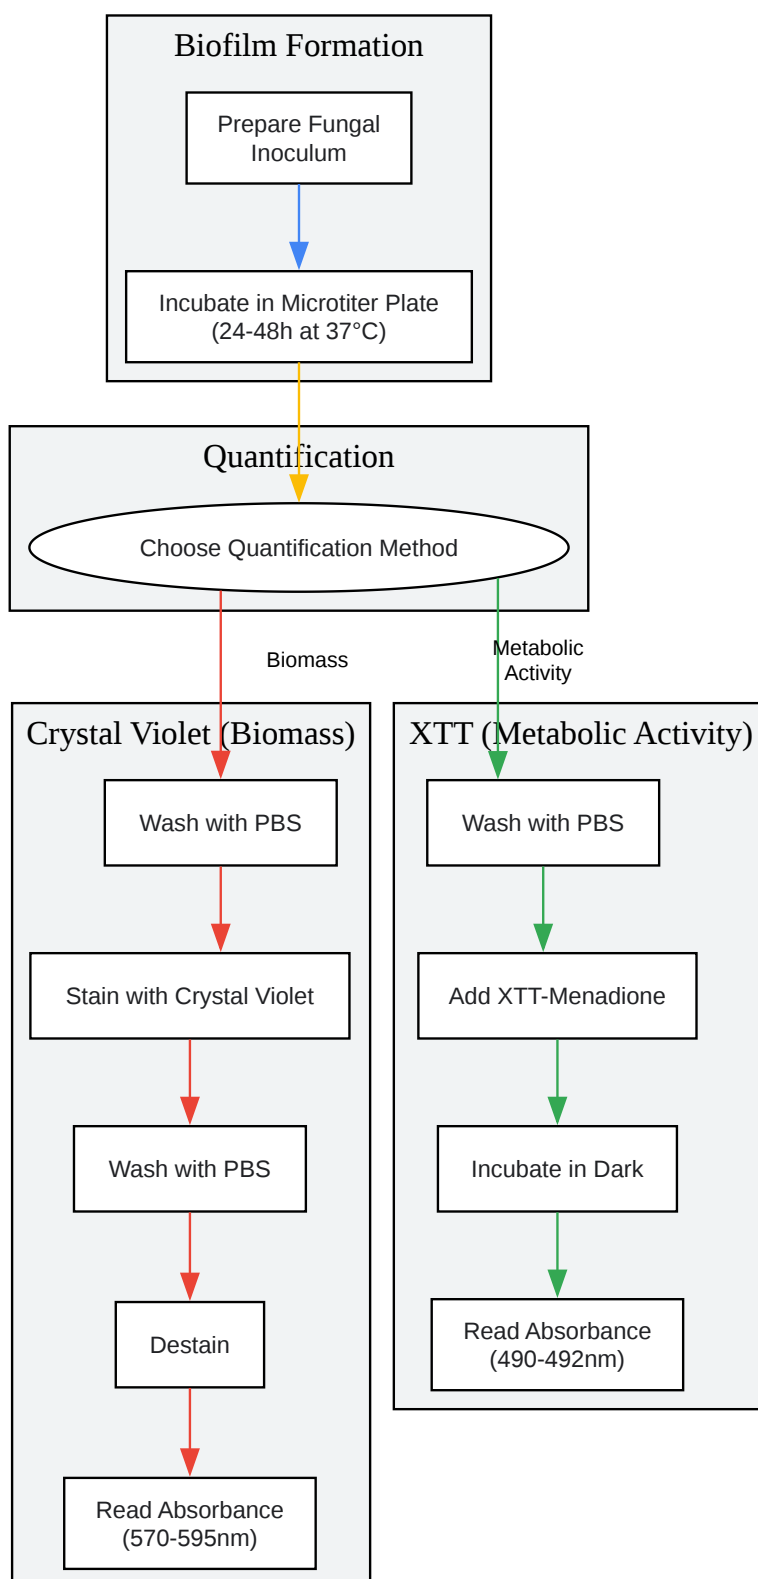 Biofilm Formation
Prepare Fungal
Inoculum
Incubate in Microtiter Plate
(24-48h at 37°C)
Quantification
Choose Quantification Method
Biomass
Metabolic
Activity
Crystal Violet (Biomass)
Wash with PBS
Stain with Crystal Violet
Wash with PBS
Destain
Read Absorbance
(570-595nm)
XTT (Metabolic Activity)
Wash with PBS
Add XTT-Menadione
Incubate in Dark
Read Absorbance
(490-492nm)